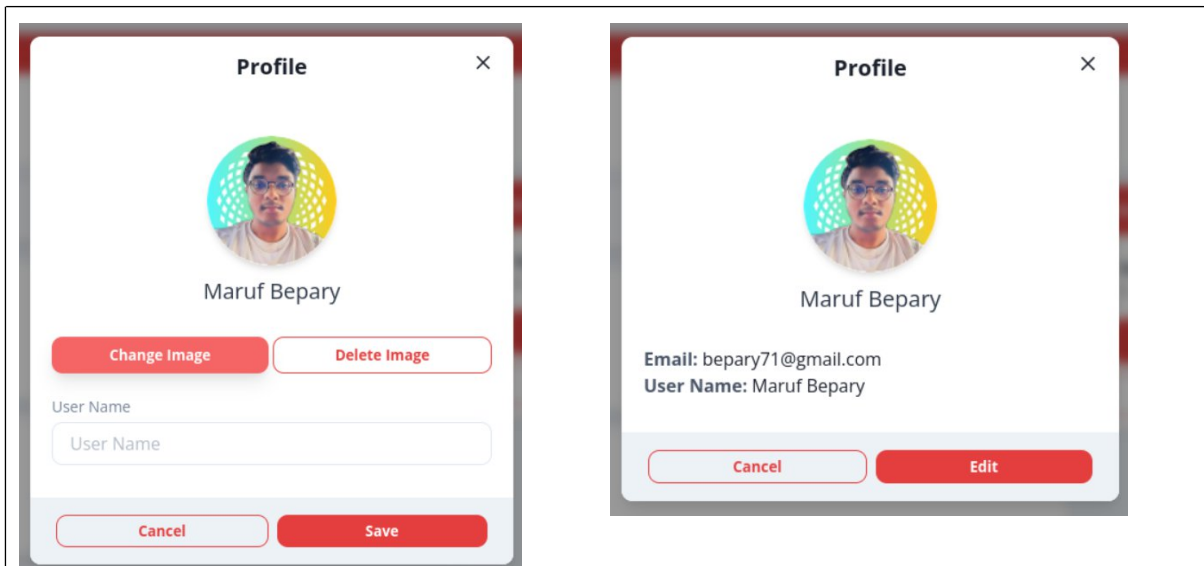 Profile
Maruf Bepary
Change Image
Delete Image
User Name
User Name
Cancel
Save
Profile
Maruf Bepary
Email: bepary71@gmail.com
User Name: Maruf Bepary
Cancel
Edit